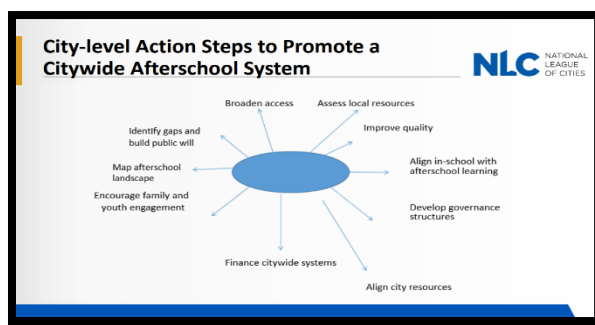 City-level Action Steps to Promote a
Citywide Afterschool System
NLC NATIONAL
LEAGUE
OF CITIES
Broaden access
Assess local resources
Identify gaps and
build public will
Improve quality
Map afterschool
landscape
Align in-school with
afterschool learning
Encourage family and
youth engagement
Develop governance
structures
Finance citywide systems
Align city resources